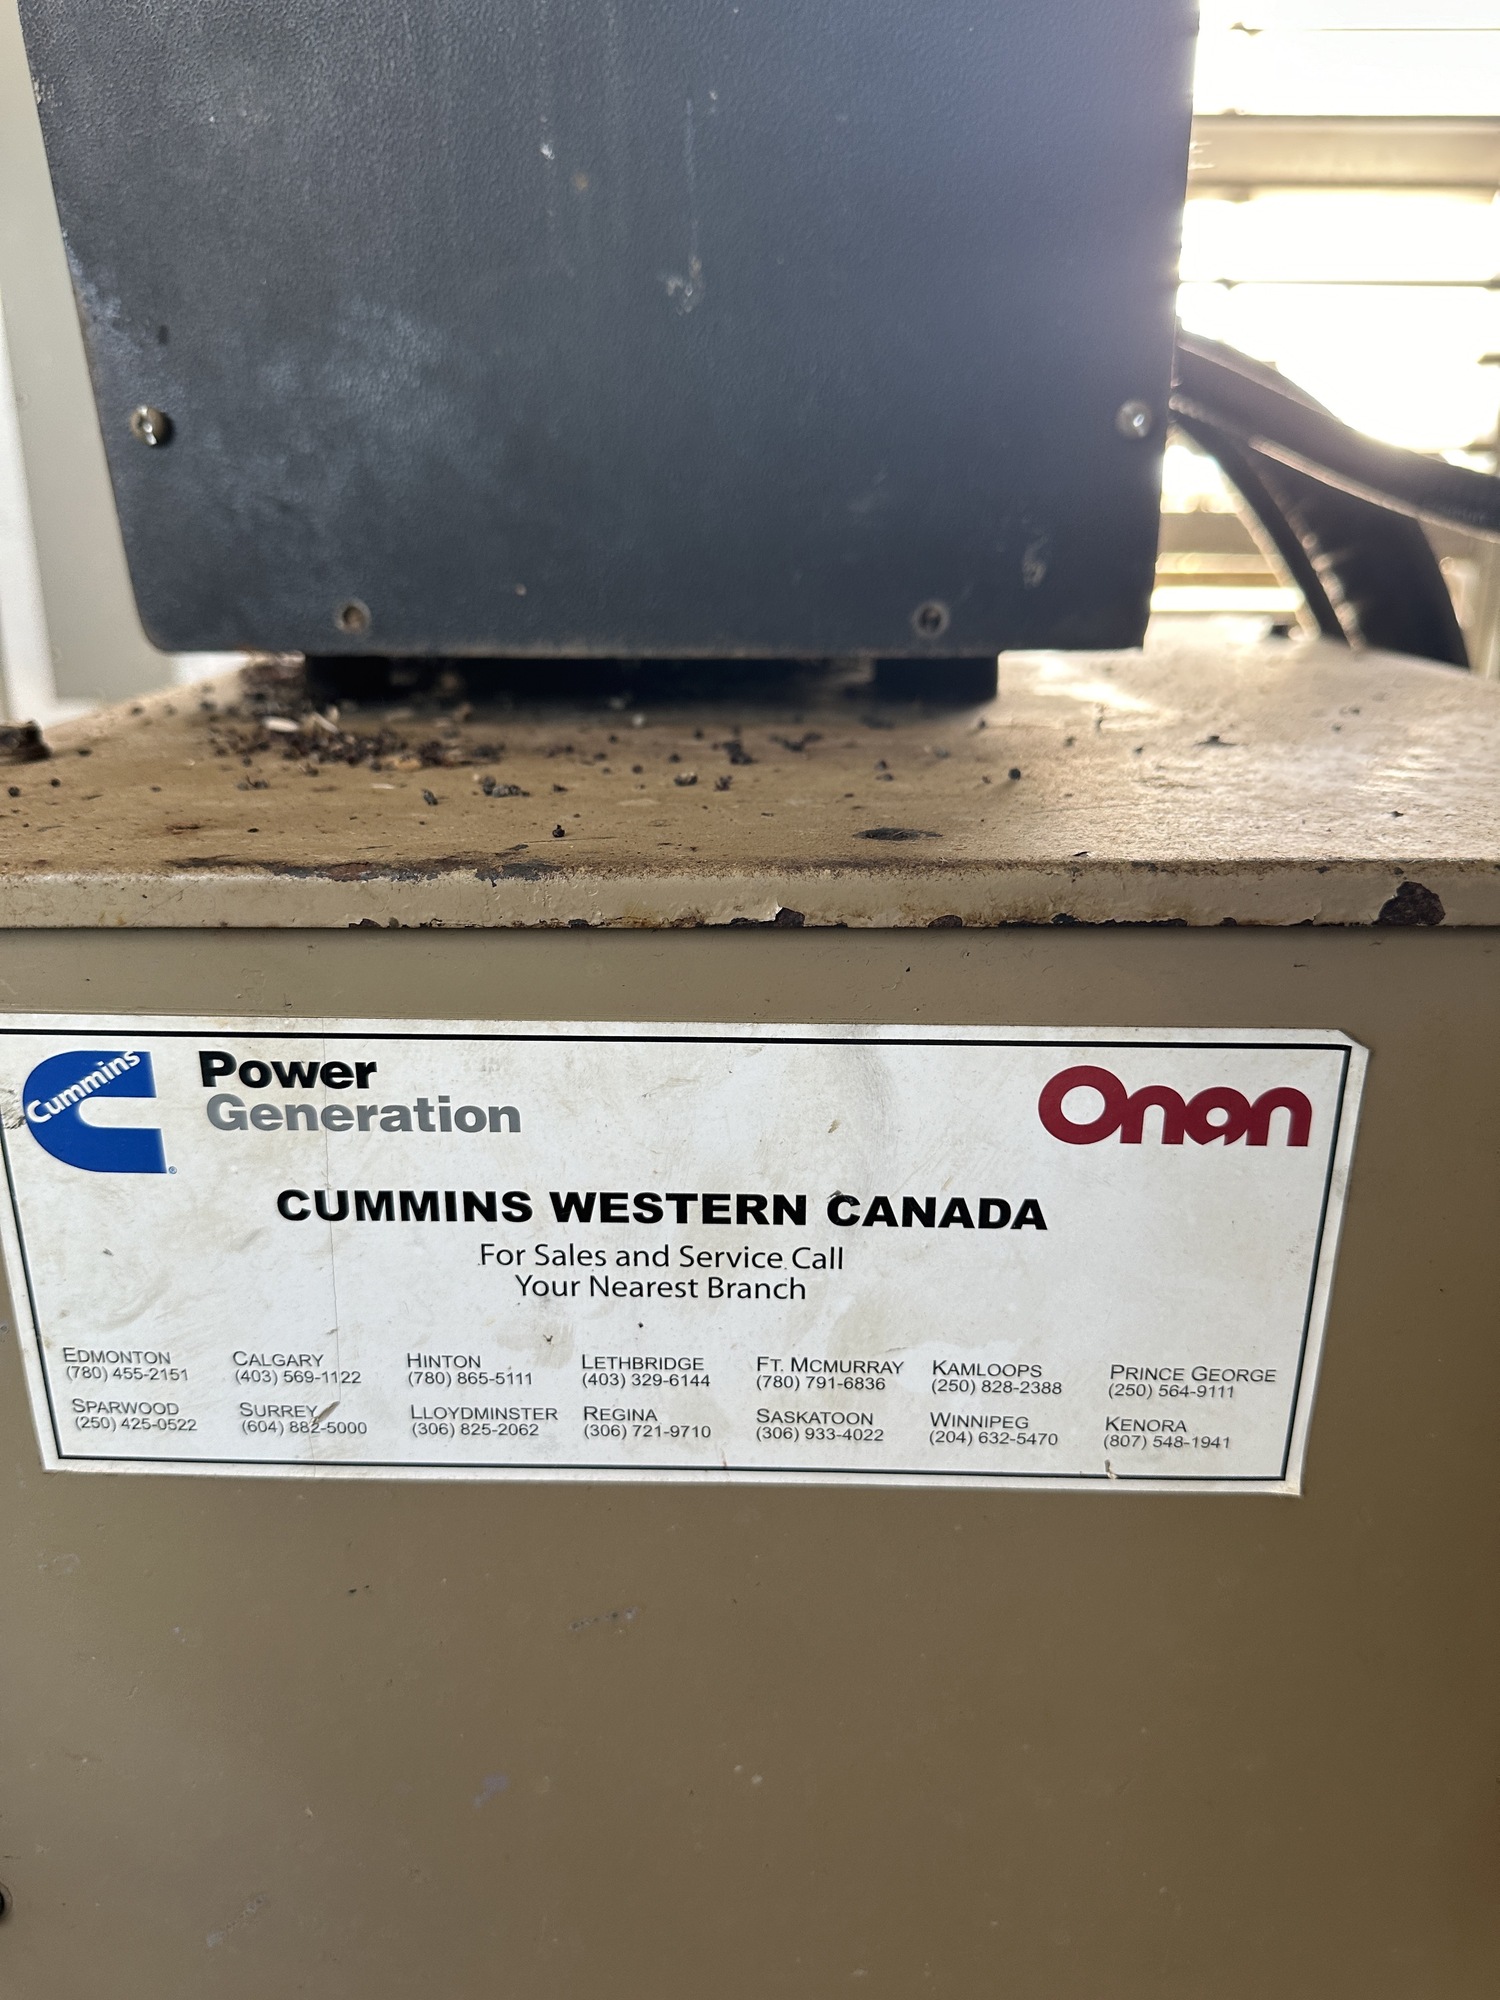 Cummins
Power
Generation
Onan
CUMMINS WESTERN CANADA
For Sales and Service Call
Your Nearest Branch
EDMONTON CALGARY HINTON LETHBRIDGE FT. MCMURRAY KAMLOOPS PRINCE GEORGE
(780) 455-2151 (403) 569-1122 (780) 865-5111 (403) 329-6144 (780) 791-6836 (250) 828-2388 (250) 564-9111
SPARWOOD SURREY LLOYDMINSTER REGINA SASKATOON WINNIPEG KENORA
(250) 425-0522 (604) 882-5000 (306) 825-2062 (306) 721-9710 (306) 933-4022 (204) 632-5470 (807) 548-1941